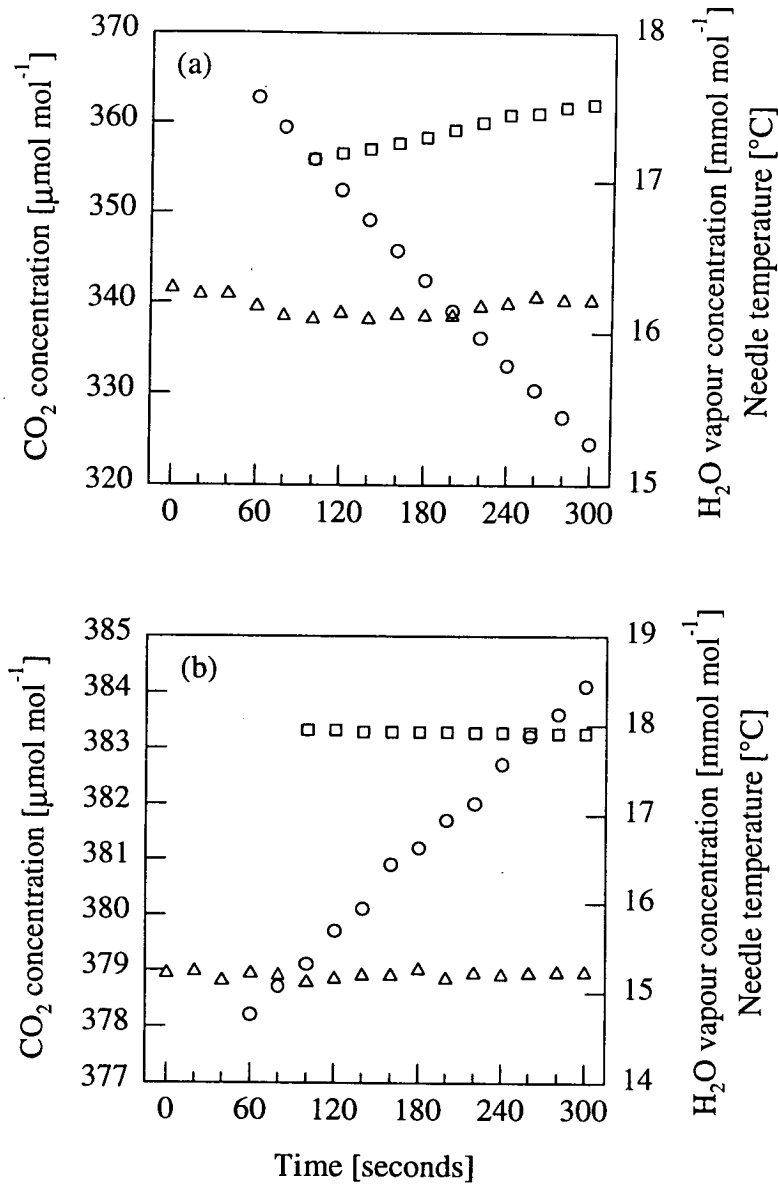 370
360
350
340
330
320
CO₂ concentration [μmol mol⁻¹]
(a)
18
17
16
15
H₂O vapour concentration [mmol mol⁻¹]
Needle temperature [°C]
0 60 120 180 240 300
385
384
383
382
381
380
379
378
377
CO₂ concentration [μmol mol⁻¹]
(b)
19
18
17
16
15
14
H₂O vapour concentration [mmol mol⁻¹]
Needle temperature [°C]
0 60 120 180 240 300
Time [seconds]